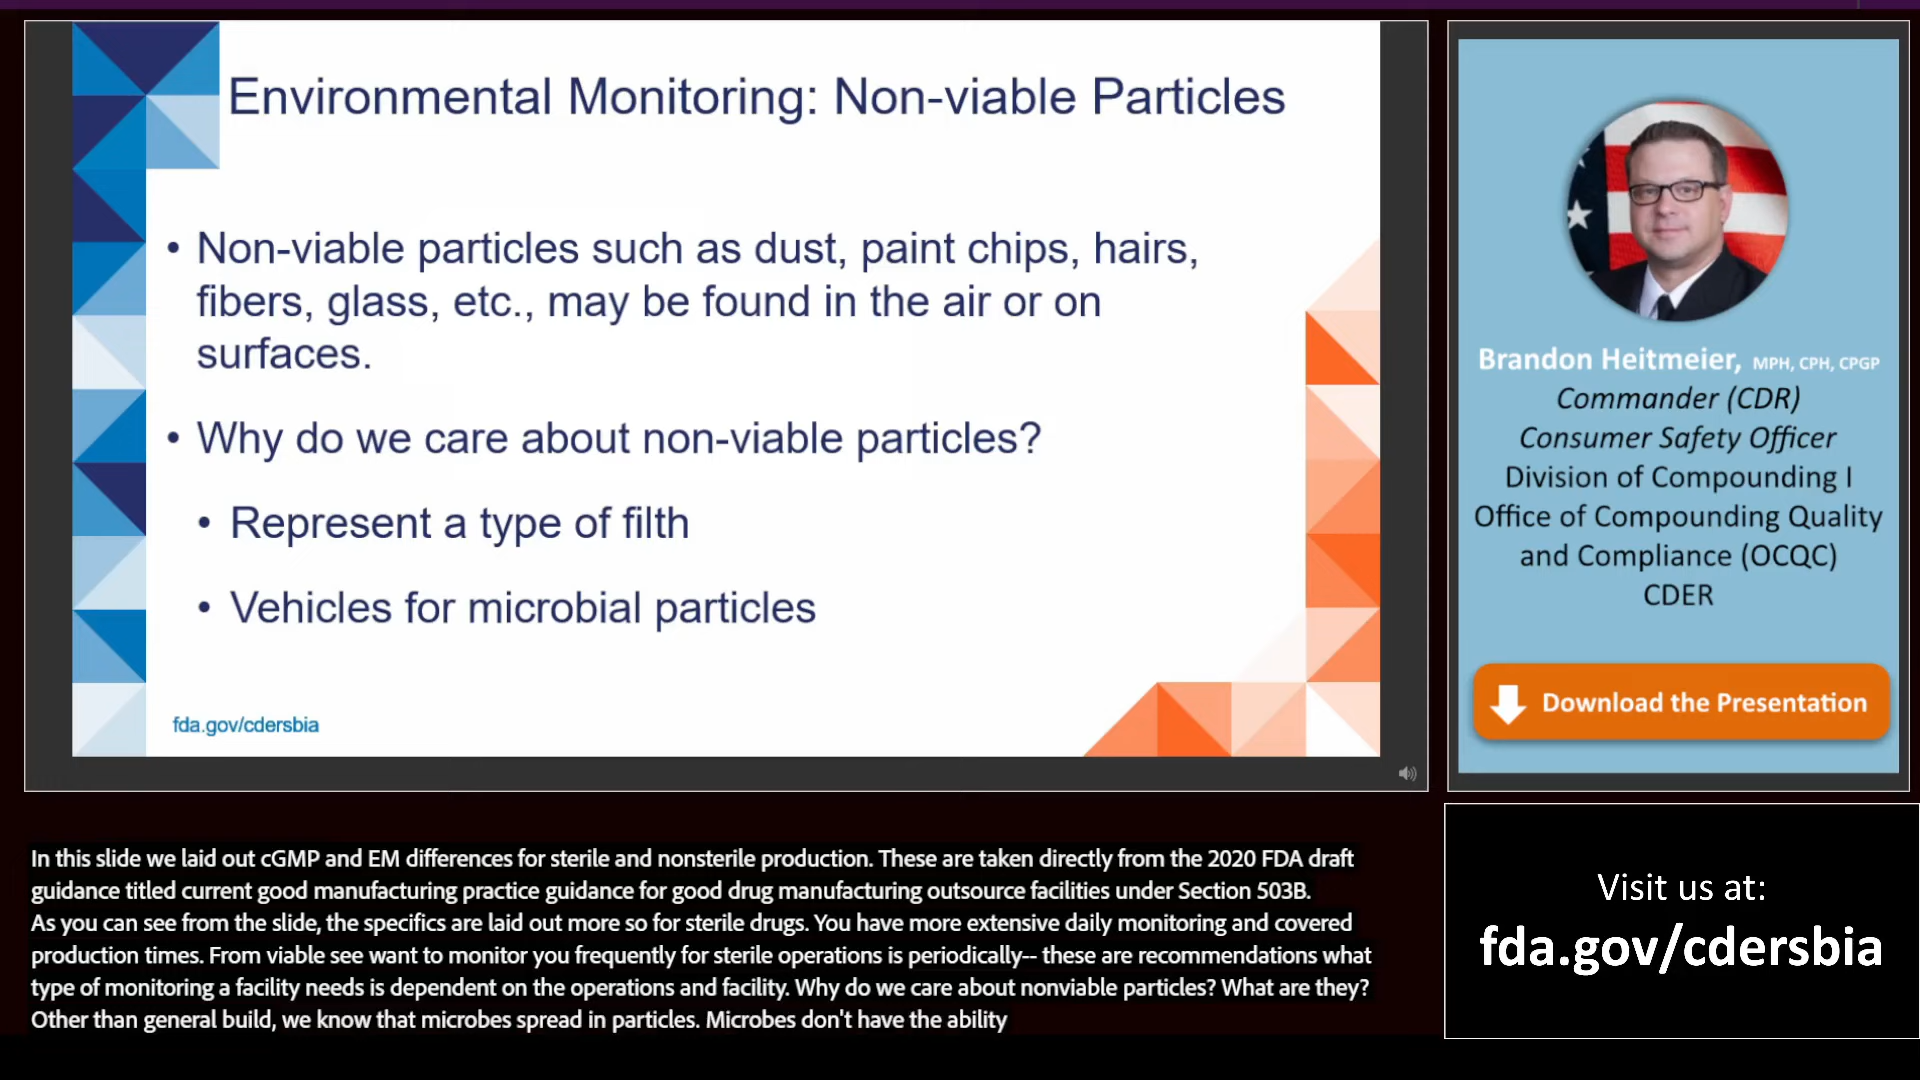 Environmental Monitoring: Non-viable Particles
• Non-viable particles such as dust, paint chips, hairs,
fibers, glass, etc., may be found in the air or on
surfaces.
• Why do we care about non-viable particles?
• Represent a type of filth
• Vehicles for microbial particles
fda.gov/cdersbia
Brandon Heitmeier, MPH, CPH, CPGP
Commander (CDR)
Consumer Safety Officer
Division of Compounding I
Office of Compounding Quality
and Compliance (OCQC)
CDER
Download the Presentation
In this slide we laid out cGMP and EM differences for sterile and nonsterile production. These are taken directly from the 2020 FDA draft
guidance titled current good manufacturing practice guidance for good drug manufacturing outsource facilities under Section 503B.
As you can see from the slide, the specifics are laid out more so for sterile drugs. You have more extensive daily monitoring and covered
production times. From viable see want to monitor you frequently for sterile operations is periodically-- these are recommendations what
type of monitoring a facility needs is dependent on the operations and facility. Why do we care about nonviable particles? What are they?
Other than general build, we know that microbes spread in particles. Microbes don't have the ability
Visit us at:
fda.gov/cdersbia